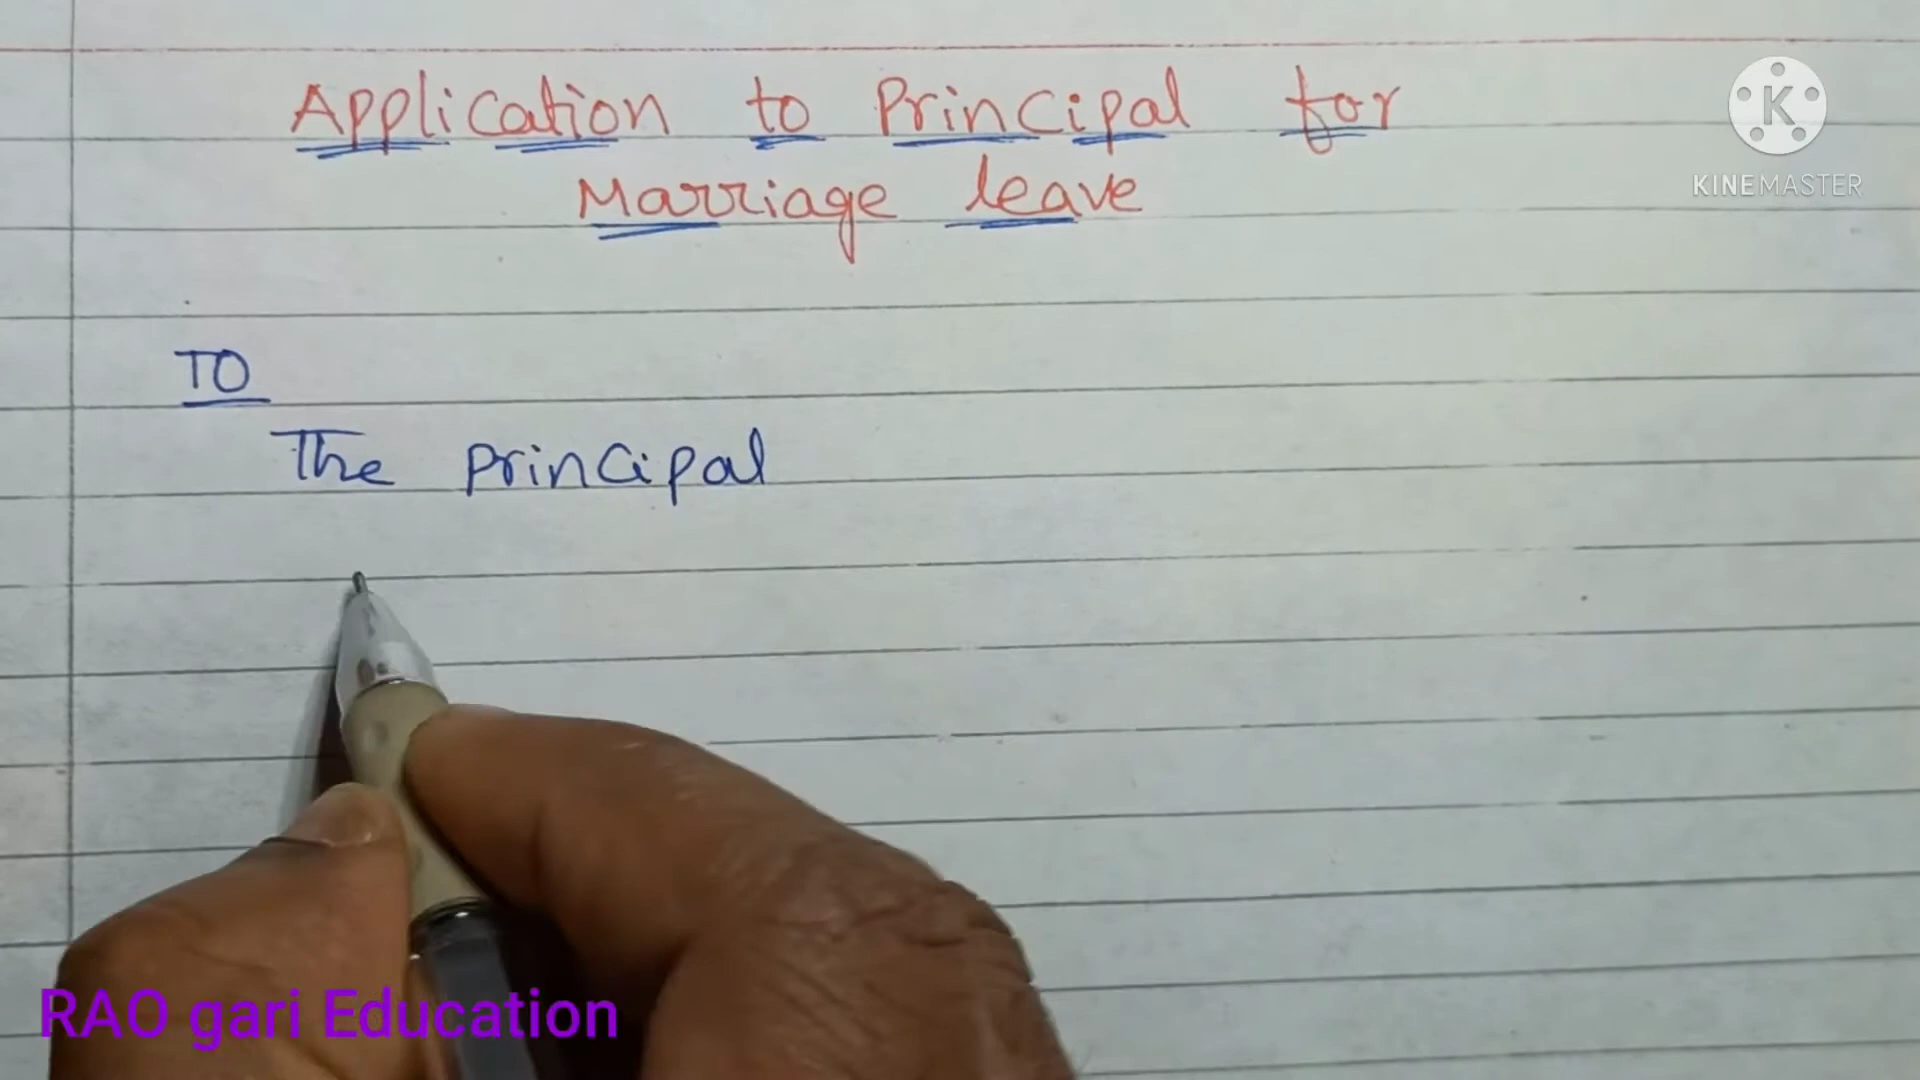 Application to Principal for
Marriage leave
KINEMASTER
TO
The principal
RAO gari Education